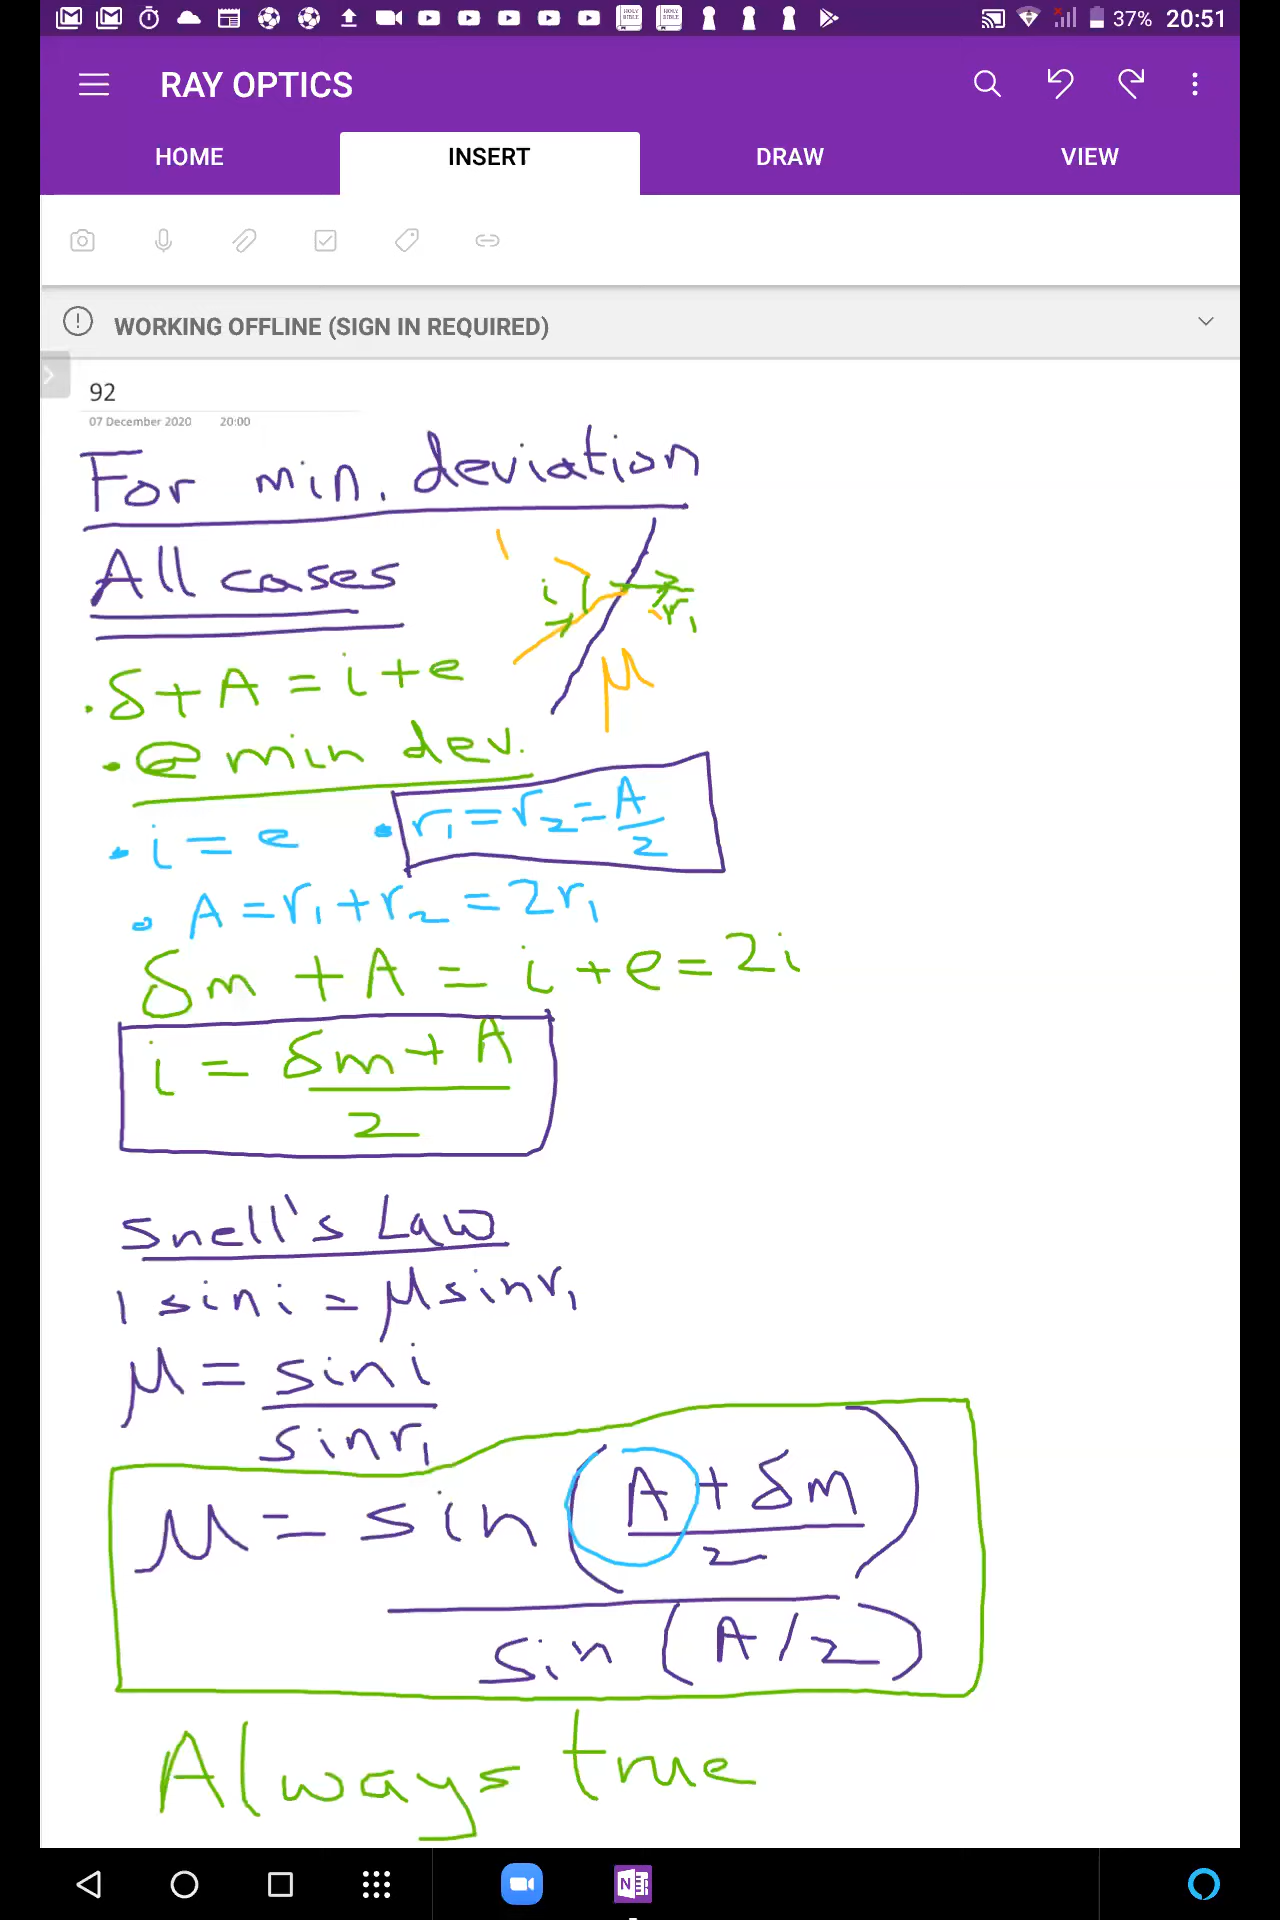 37% 20:51
RAY OPTICS
HOME INSERT DRAW VIEW
WORKING OFFLINE (SIGN IN REQUIRED)
92
07 December 2020 20:00
For min. deviation
All cases
i r₁
μ
• δ + A = i + e
• @ min dev.
• i = e • r₁ = r₂ = A/2
• A = r₁ + r₂ = 2r₁
δm + A = i + e = 2i
i = δm + A
2
Snell's Law
1 sin i = μ sin r₁
μ = sin i
sin r₁
μ = sin (A + δm / 2)
sin (A/2)
Always true